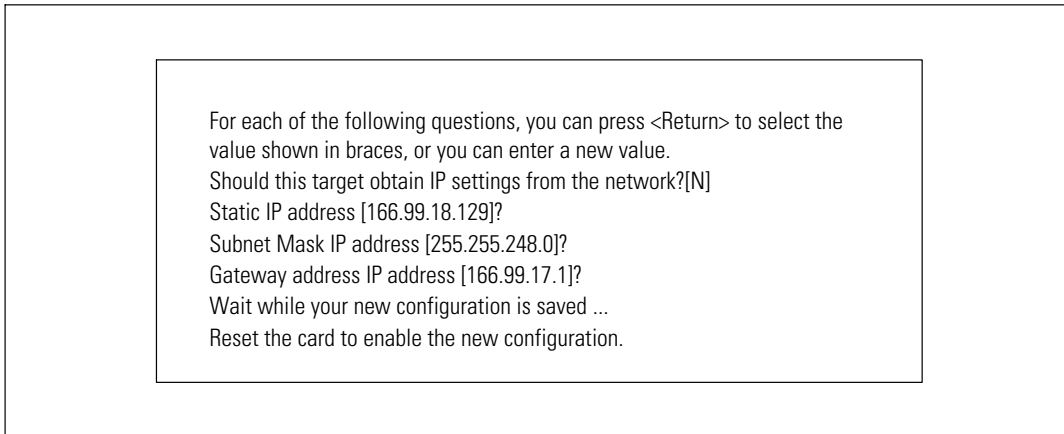 For each of the following questions, you can press <Return> to select the
value shown in braces, or you can enter a new value.
Should this target obtain IP settings from the network?[N]
Static IP address [166.99.18.129]?
Subnet Mask IP address [255.255.248.0]?
Gateway address IP address [166.99.17.1]?
Wait while your new configuration is saved ...
Reset the card to enable the new configuration.